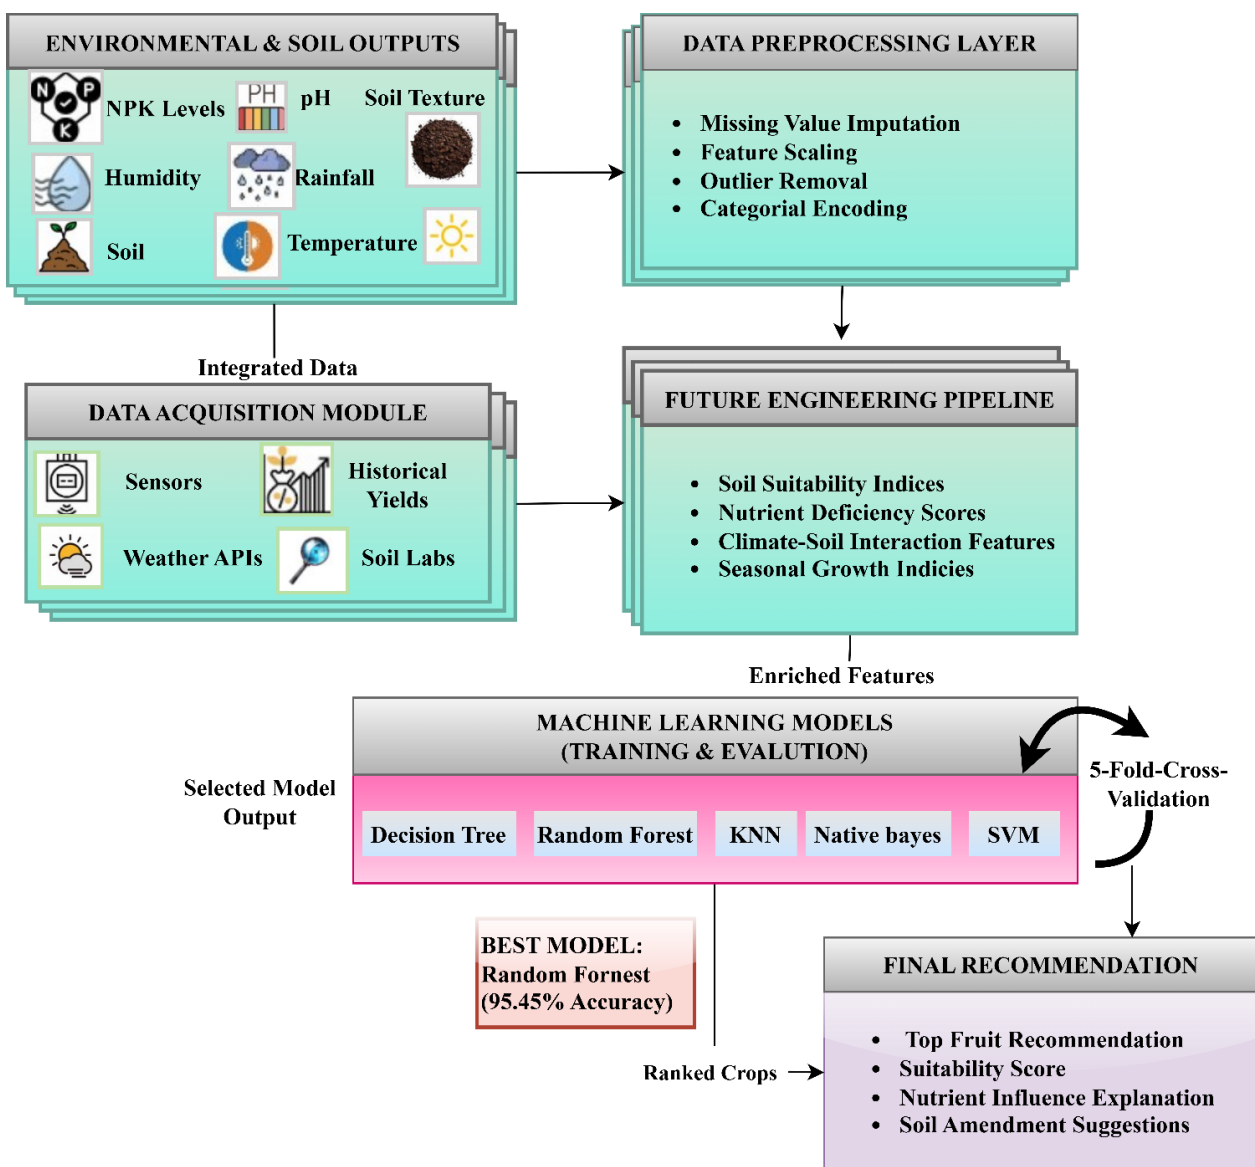 ENVIRONMENTAL & SOIL OUTPUTS
N P K
NPK Levels
PH
pH
Soil Texture
Humidity
Rainfall
Soil
Temperature
DATA PREPROCESSING LAYER
• Missing Value Imputation
• Feature Scaling
• Outlier Removal
• Categorial Encoding
Integrated Data
DATA ACQUISITION MODULE
Sensors
Historical
Yields
%
Weather APIs
Soil Labs
FUTURE ENGINEERING PIPELINE
• Soil Suitability Indices
• Nutrient Deficiency Scores
• Climate-Soil Interaction Features
• Seasonal Growth Indicies
Enriched Features
MACHINE LEARNING MODELS
(TRAINING & EVALUTION)
Selected Model
Output
Decision Tree
Random Forest
KNN
Native bayes
SVM
5-Fold-Cross-
Validation
BEST MODEL:
Random Fornest
(95.45% Accuracy)
Ranked Crops
FINAL RECOMMENDATION
• Top Fruit Recommendation
• Suitability Score
• Nutrient Influence Explanation
• Soil Amendment Suggestions